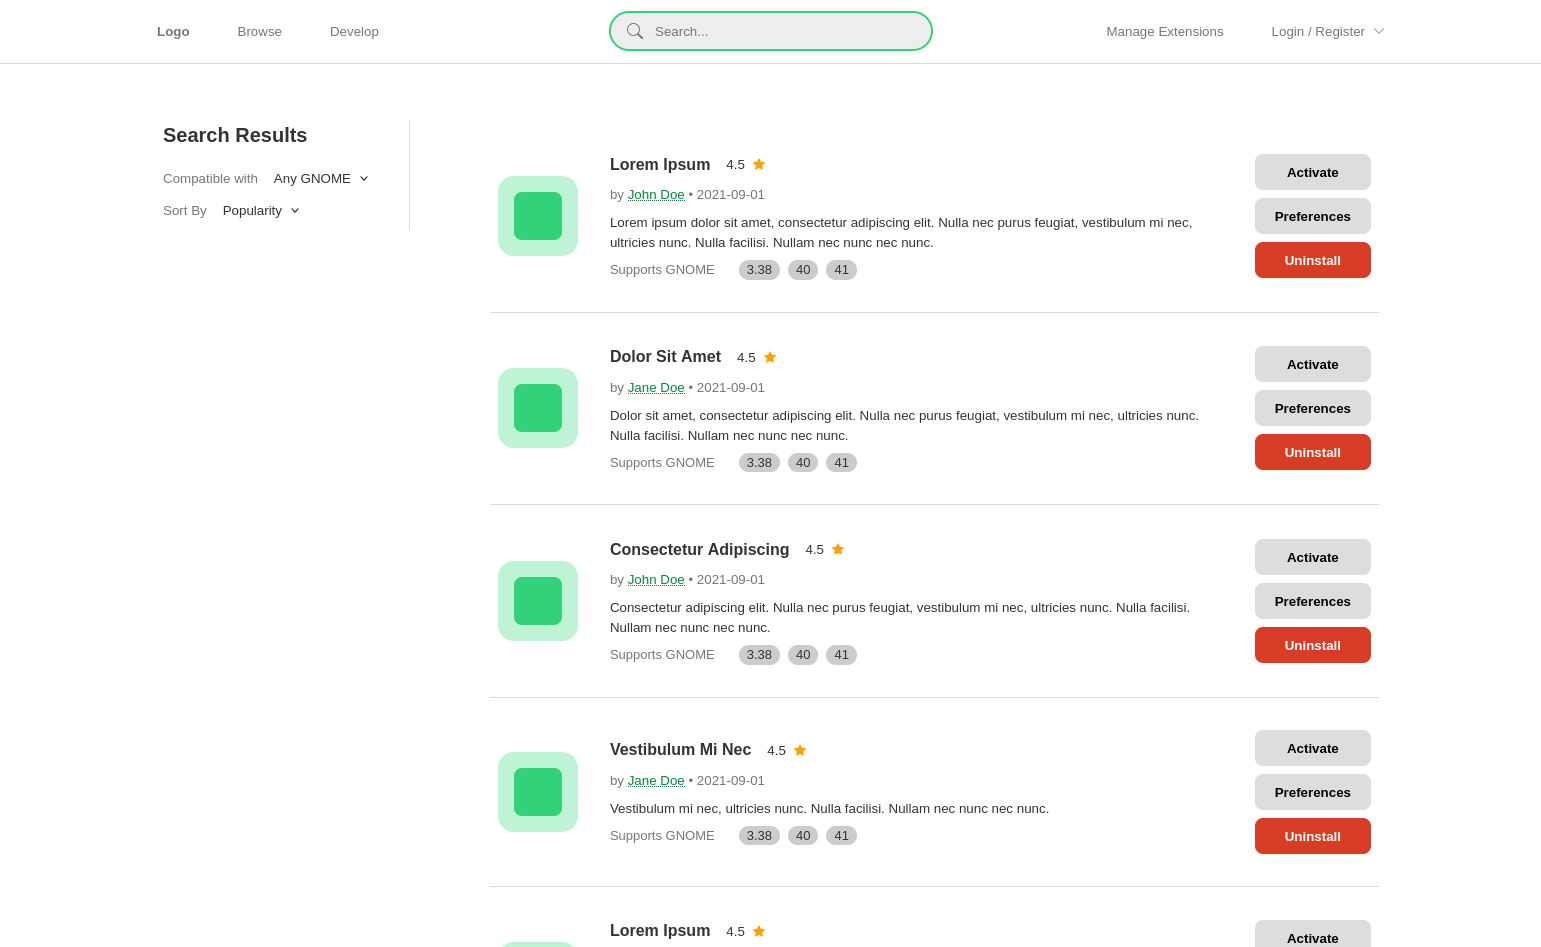 Logo
Browse
Develop
Search...
Manage Extensions
Login / Register
Search Results
Compatible with Any GNOME
Sort By Popularity
Lorem Ipsum 4.5
by John Doe • 2021-09-01
Lorem ipsum dolor sit amet, consectetur adipiscing elit. Nulla nec purus feugiat, vestibulum mi nec,
ultricies nunc. Nulla facilisi. Nullam nec nunc nec nunc.
Supports GNOME 3.38 40 41
Activate
Preferences
Uninstall
Dolor Sit Amet 4.5
by Jane Doe • 2021-09-01
Dolor sit amet, consectetur adipiscing elit. Nulla nec purus feugiat, vestibulum mi nec, ultricies nunc.
Nulla facilisi. Nullam nec nunc nec nunc.
Supports GNOME 3.38 40 41
Activate
Preferences
Uninstall
Consectetur Adipiscing 4.5
by John Doe • 2021-09-01
Consectetur adipiscing elit. Nulla nec purus feugiat, vestibulum mi nec, ultricies nunc. Nulla facilisi.
Nullam nec nunc nec nunc.
Supports GNOME 3.38 40 41
Activate
Preferences
Uninstall
Vestibulum Mi Nec 4.5
by Jane Doe • 2021-09-01
Vestibulum mi nec, ultricies nunc. Nulla facilisi. Nullam nec nunc nec nunc.
Supports GNOME 3.38 40 41
Activate
Preferences
Uninstall
Lorem Ipsum 4.5
Activate